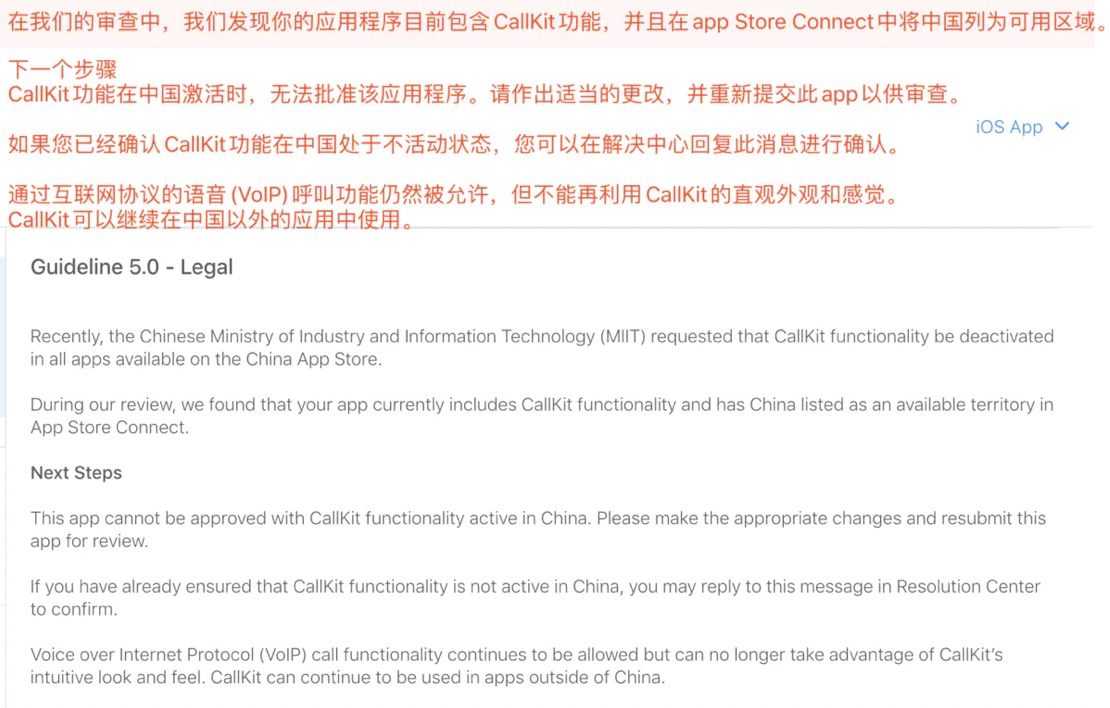 在我们的审查中，我们发现你的应用程序目前包含CallKit功能，并且在app Store Connect中将中国列为可用区域。
下一个步骤
CallKit功能在中国激活时，无法批准该应用程序。请作出适当的更改，并重新提交此app以供审查。
iOS App
如果您已经确认CallKit功能在中国处于不活动状态，您可以在解决中心回复此消息进行确认。
通过互联网协议的语音(VoIP)呼叫功能仍然被允许，但不能再利用CallKit的直观外观和感觉。
CallKit可以继续在中国以外的应用中使用。
Guideline 5.0 - Legal
Recently, the Chinese Ministry of Industry and Information Technology (MIIT) requested that CallKit functionality be deactivated
in all apps available on the China App Store.
During our review, we found that your app currently includes CallKit functionality and has China listed as an available territory in
App Store Connect.
Next Steps
This app cannot be approved with CallKit functionality active in China. Please make the appropriate changes and resubmit this
app for review.
If you have already ensured that CallKit functionality is not active in China, you may reply to this message in Resolution Center
to confirm.
Voice over Internet Protocol (VoIP) call functionality continues to be allowed but can no longer take advantage of CallKit’s
intuitive look and feel. CallKit can continue to be used in apps outside of China.